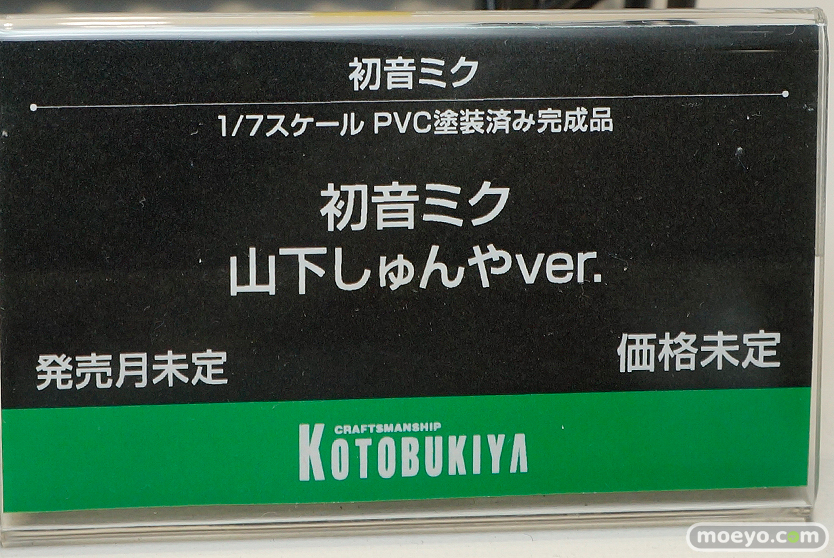 初音ミク
1/7スケール PVC塗装済み完成品
初音ミク
山下しゅんやver.
発売月未定
価格未定
CRAFTSMANSHIP
KOTOBUKIYA
moeyo.com